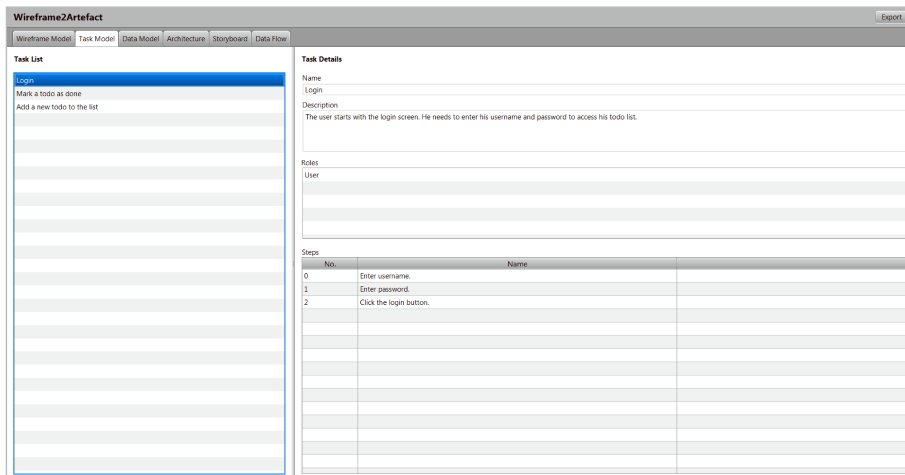 Wireframe2Artefact
Export
Wireframe Model Task Model Data Model Architecture Storyboard Data Flow
Task List
Login
Mark a todo as done
Add a new todo to the list
Task Details
Name
Login
Description
The user starts with the login screen. He needs to enter his username and password to access his todo list.
Roles
User
Steps
No. Name
0 Enter username.
1 Enter password.
2 Click the login button.